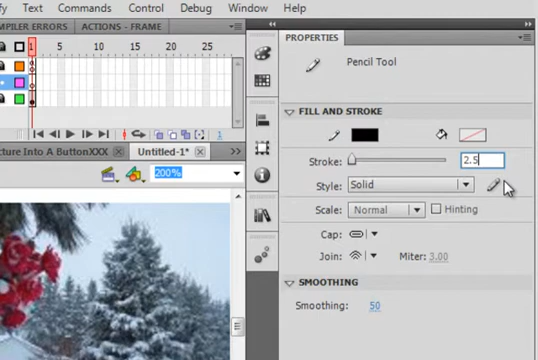 fy Text Commands Control Debug Window Help
MPILER ERRORS ACTIONS - FRAME
1 5 10 15 20 25
1
cture Into A ButtonXXX Untitled-1*
200%
PROPERTIES
Pencil Tool
FILL AND STROKE
Stroke: 2.5
Style: Solid
Scale: Normal Hinting
Cap:
Join: Miter: 3.00
SMOOTHING
Smoothing: 50